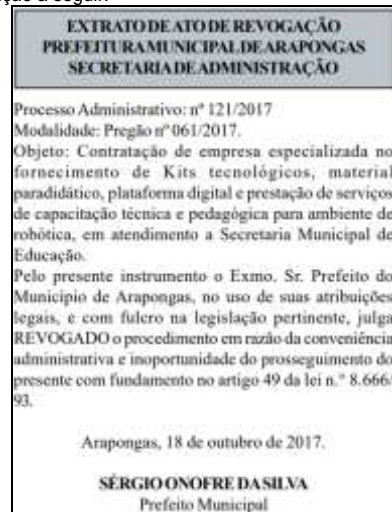 EXTRATO DE ATO DE REVOGAÇÃO
PREFEITURA MUNICIPAL DE ARAPONGAS
SECRETARIA DE ADMINISTRAÇÃO
Processo Administrativo: nº 121/2017
Modalidade: Pregão nº 061/2017.
Objeto: Contratação de empresa especializada no
fornecimento de Kits tecnológicos, material
paradidático, plataforma digital e prestação de serviços
de capacitação técnica e pedagógica para ambiente de
robótica, em atendimento a Secretaria Municipal de
Educação.
Pelo presente instrumento o Exmo. Sr. Prefeito do
Município de Arapongas, no uso de suas atribuições
legais, e com fulcro na legislação pertinente, julga
REVOGADO o procedimento em razão da conveniência
administrativa e inoportunidade do prosseguimento do
presente com fundamento no artigo 49 da lei n.º 8.666/
93.
Arapongas, 18 de outubro de 2017.
SÉRGIO ONOFRE DA SILVA
Prefeito Municipal